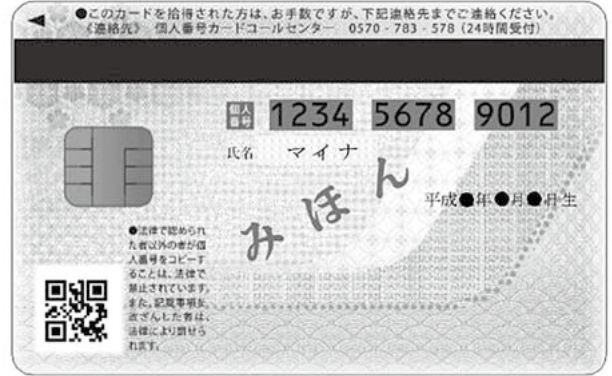 ●このカードを拾得された方は、お手数ですが、下記連絡先までご連絡ください。
《連絡先》 個人番号カードコールセンター 0570 - 783 - 578 (24時間受付)
個人番号 1234 5678 9012
氏名 マイナ
平成●年●月●日生
みほん
●法律で認められ
た者以外の者が個
人番号をコピーす
ることは、法律で
禁止されています。
また、記載事項を
改ざんした者は、
法律により罰せら
れます。